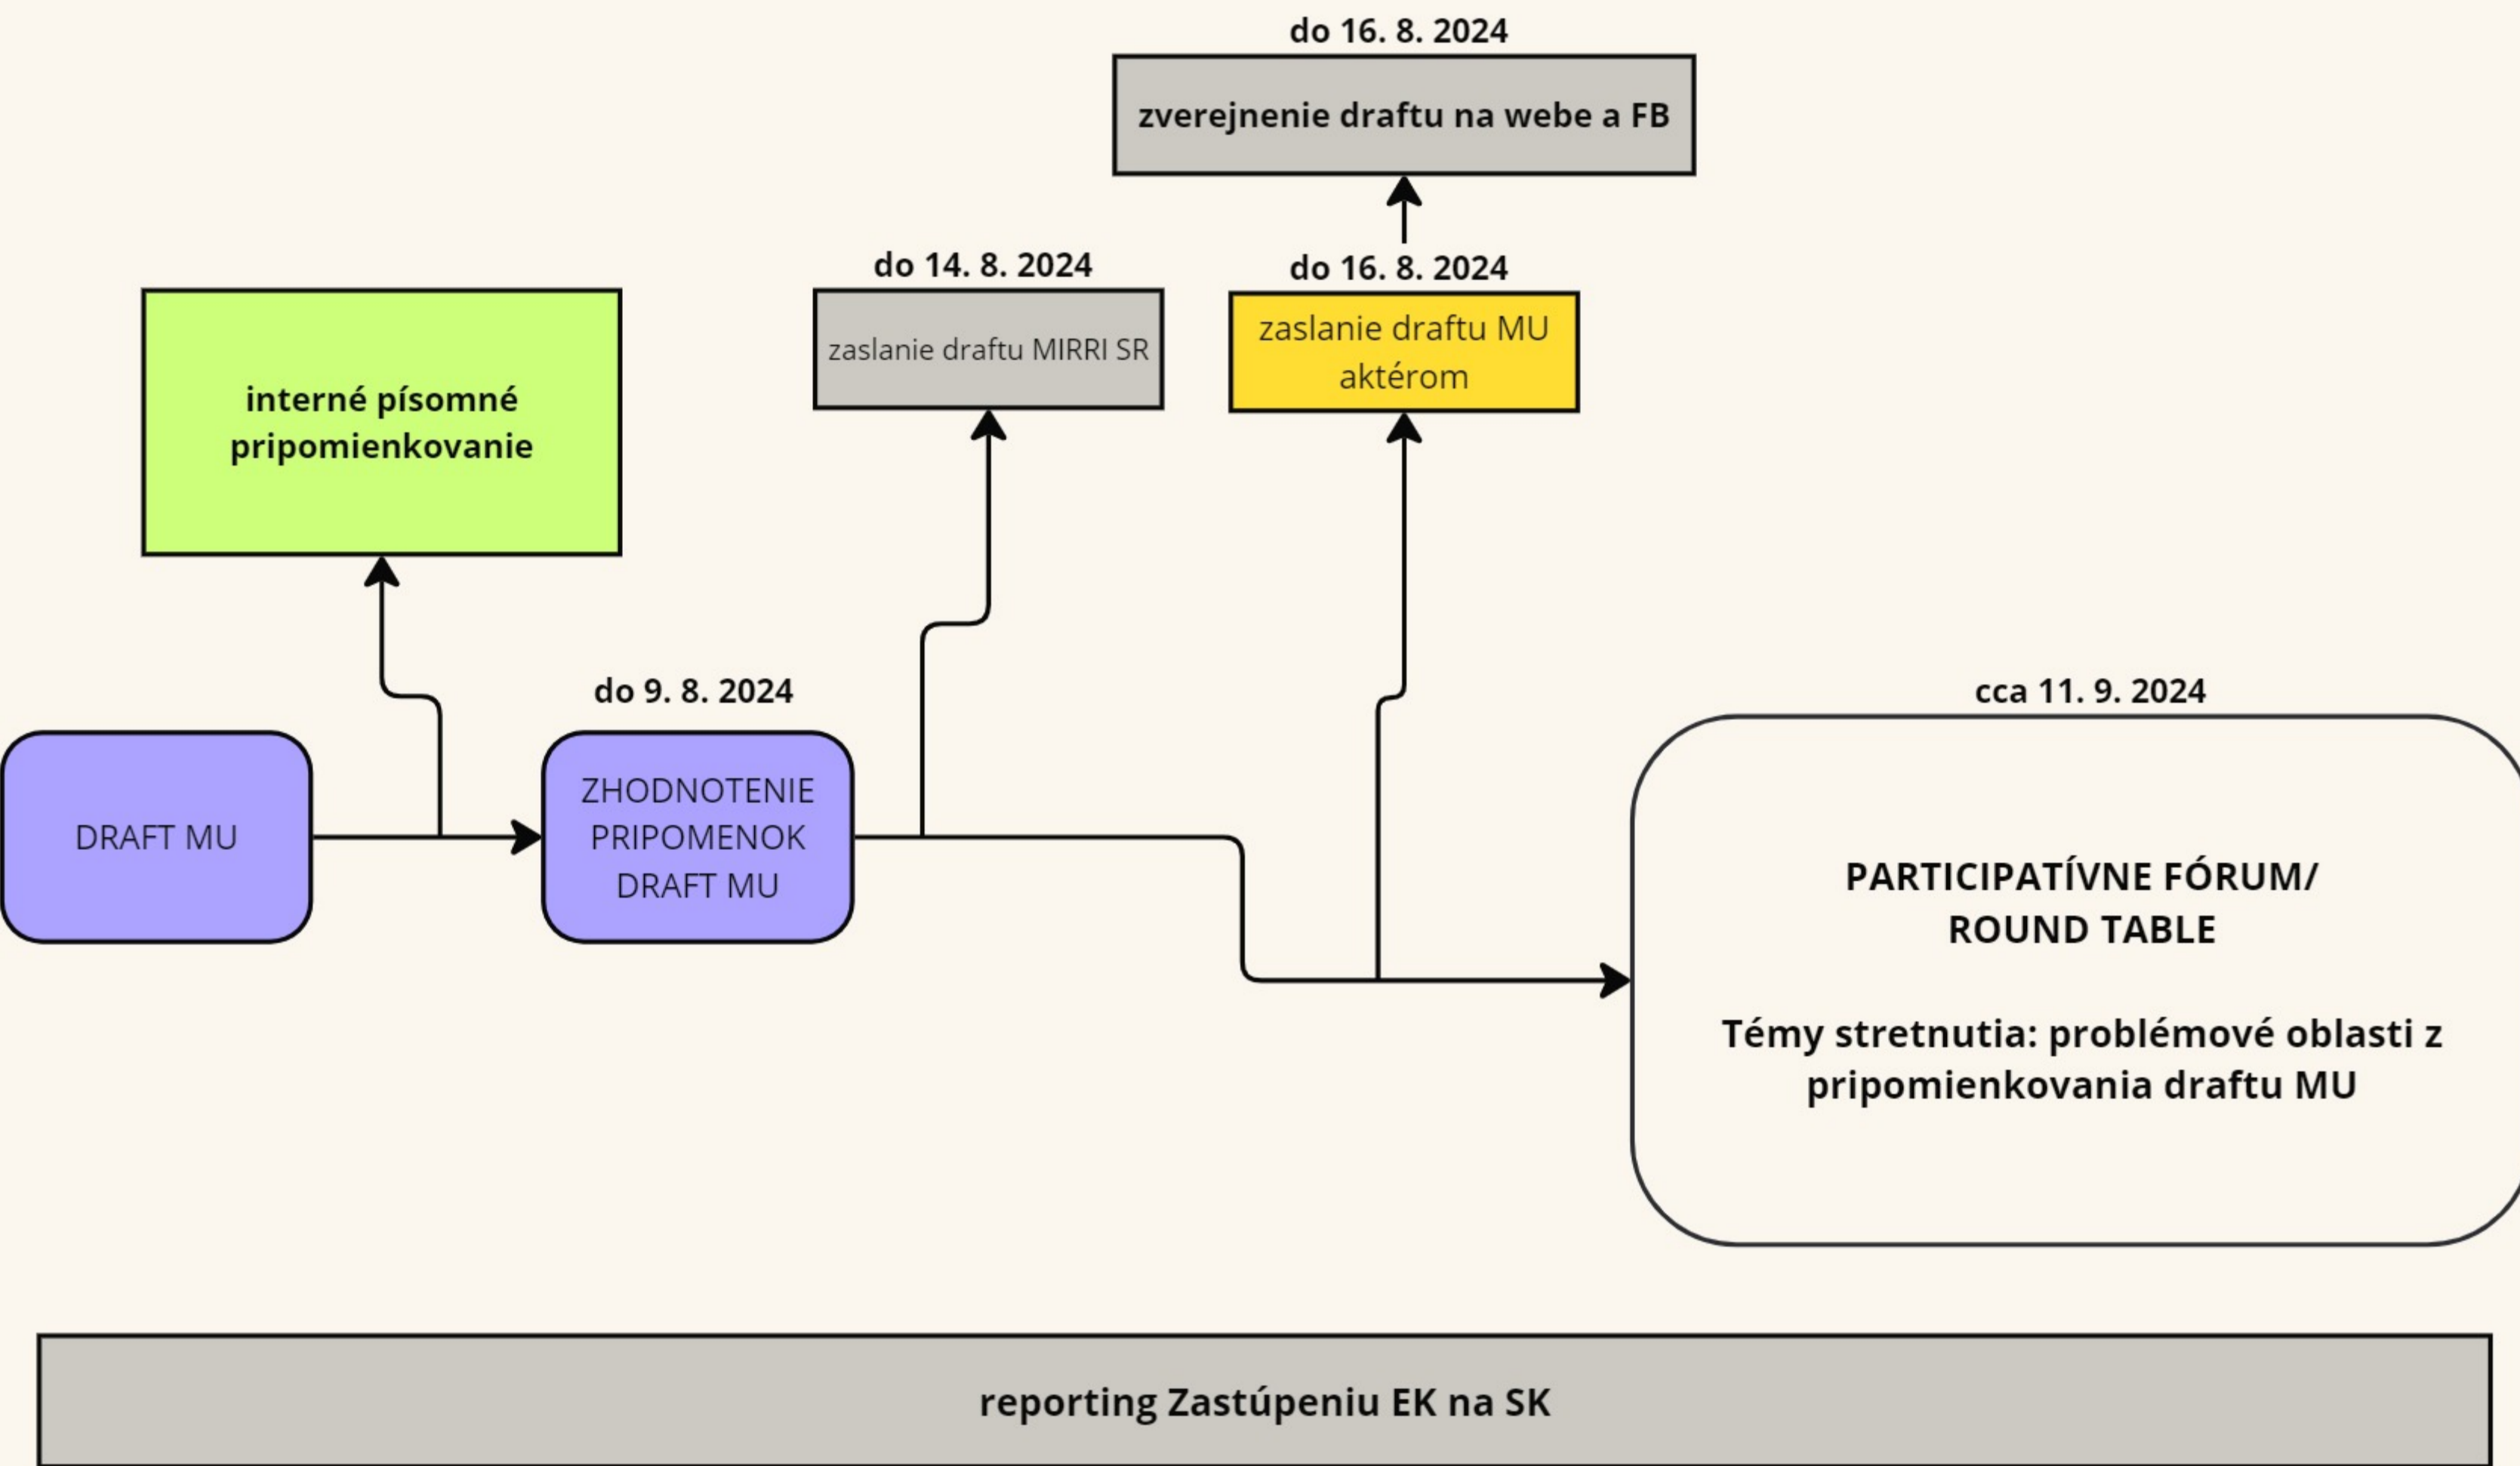 do 16. 8. 2024
zverejnenie draftu na webe a FB
do 14. 8. 2024
zaslanie draftu MIRRI SR
do 16. 8. 2024
zaslanie draftu MU
aktérom
interné písomné
pripomienkovanie
DRAFT MU
do 9. 8. 2024
ZHODNOTENIE
PRIPOMENOK
DRAFT MU
cca 11. 9. 2024
PARTICIPATÍVNE FÓRUM/
ROUND TABLE
Témy stretnutia: problémové oblasti z
pripomienkovania draftu MU
reporting Zastúpeniu EK na SK